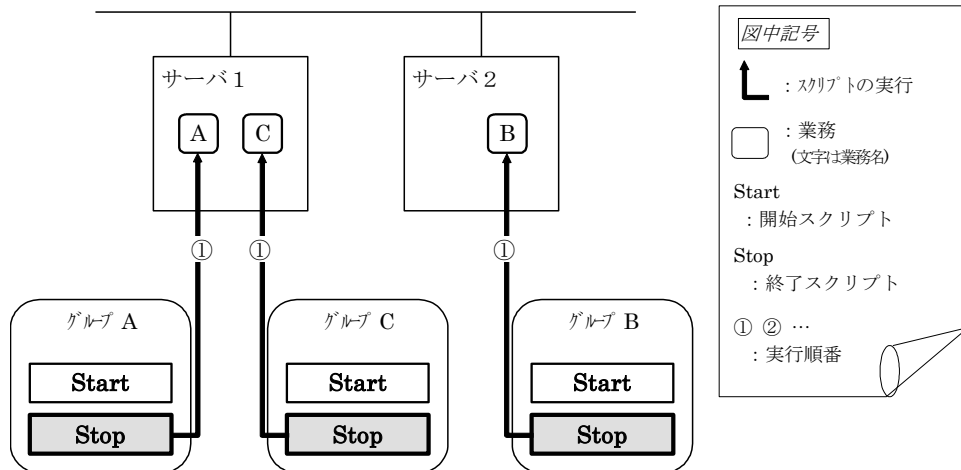 サーバ1
サーバ2
A
C
B
①
①
①
グループ A
グループ C
グループ B
Start
Stop
Start
Stop
Start
Stop
図中記号
：スクリプトの実行
：業務
(文字は業務名)
Start
：開始スクリプト
Stop
：終了スクリプト
① ② …
：実行順番